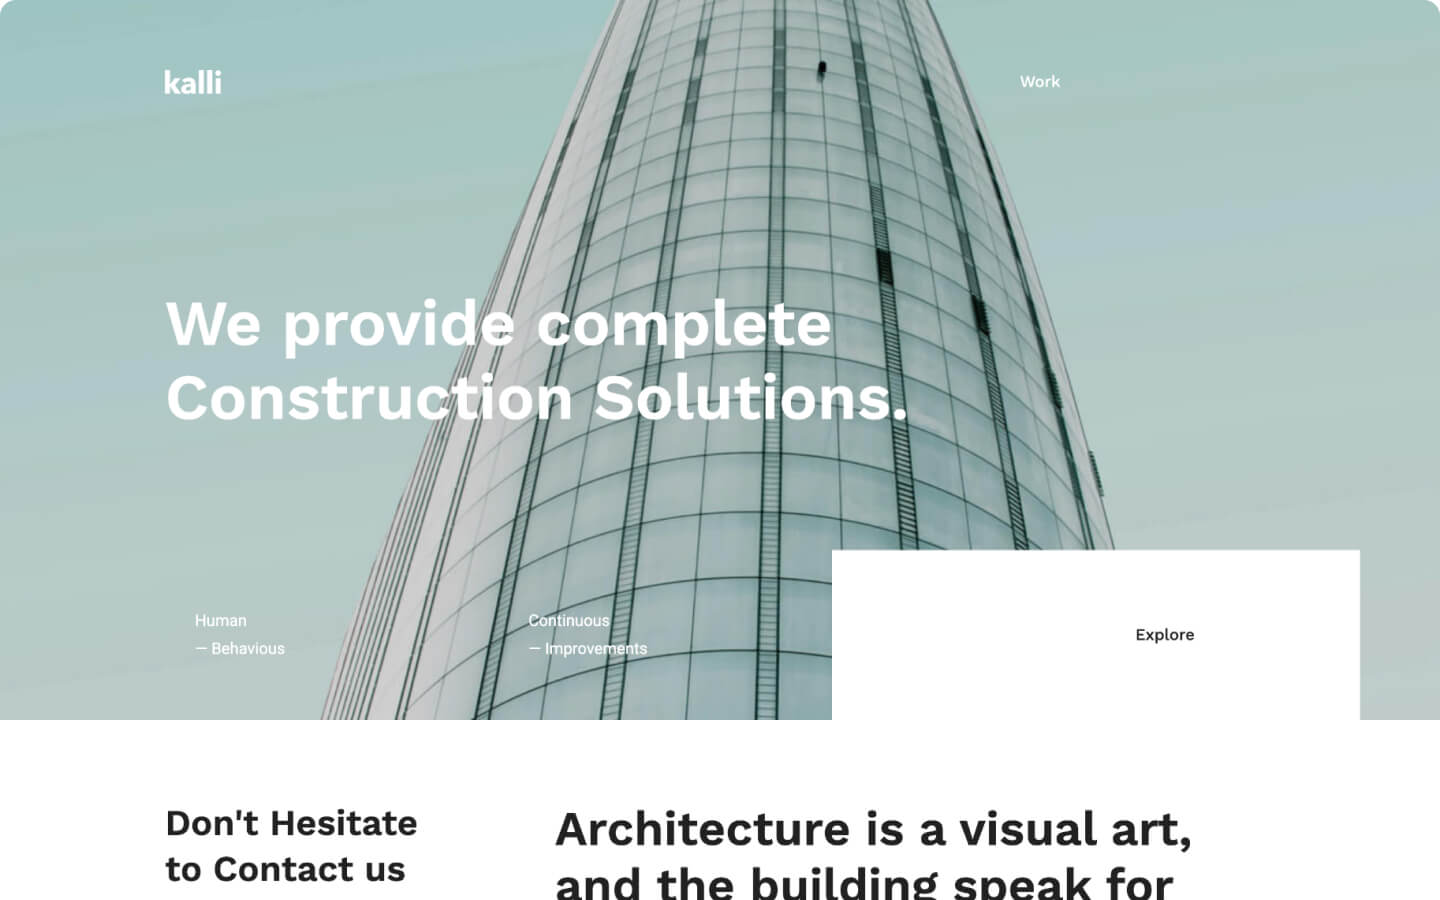 kalli
Work
We provide complete
Construction Solutions.
Human
— Behavious
Continuous
— Improvements
Explore
Don't Hesitate
to Contact us
Architecture is a visual art,
and the building speak for